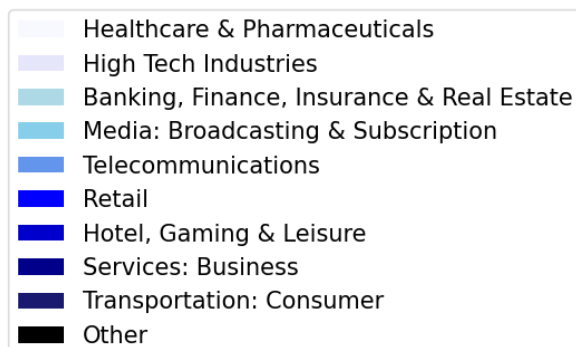 Healthcare & Pharmaceuticals
High Tech Industries
Banking, Finance, Insurance & Real Estate
Media: Broadcasting & Subscription
Telecommunications
Retail
Hotel, Gaming & Leisure
Services: Business
Transportation: Consumer
Other